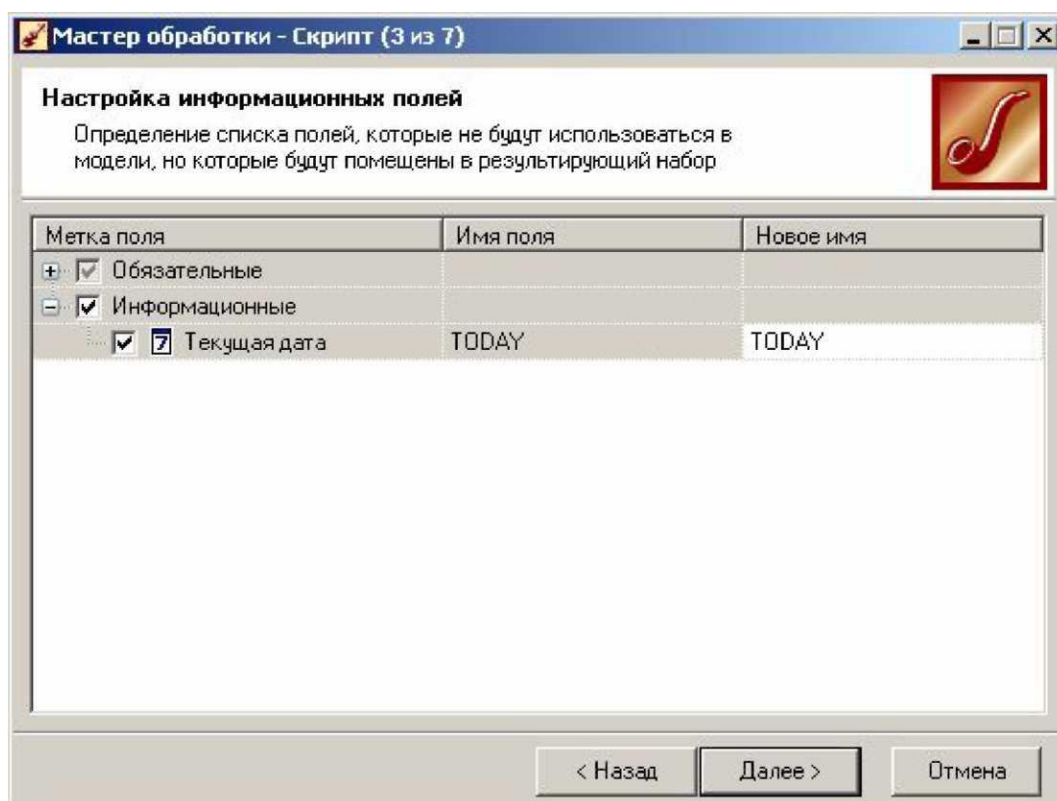 Мастер обработки - Скрипт (3 из 7)
Настройка информационных полей
Определение списка полей, которые не будут использоваться в
модели, но которые будут помещены в результирующий набор
Метка поля Имя поля Новое имя
Обязательные
Информационные
7 Текущая дата TODAY TODAY
< Назад Далее > Отмена